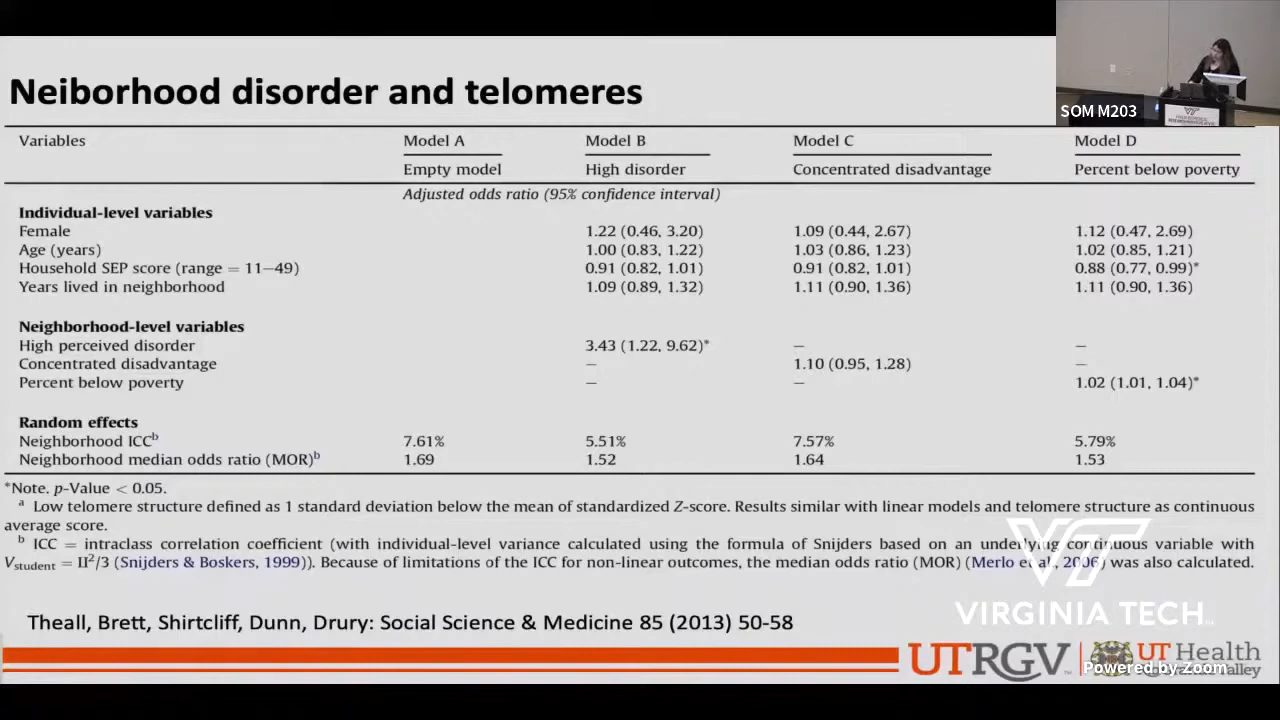 SOM M203
Neiborhood disorder and telomeres
Variables Model A Model B Model C Model D
Empty model High disorder Concentrated disadvantage Percent below poverty
Adjusted odds ratio (95% confidence interval)
Individual-level variables
Female 1.22 (0.46, 3.20) 1.09 (0.44, 2.67) 1.12 (0.47, 2.69)
Age (years) 1.00 (0.83, 1.22) 1.03 (0.86, 1.23) 1.02 (0.85, 1.21)
Household SEP score (range = 11–49) 0.91 (0.82, 1.01) 0.91 (0.82, 1.01) 0.88 (0.77, 0.99)*
Years lived in neighborhood 1.09 (0.89, 1.32) 1.11 (0.90, 1.36) 1.11 (0.90, 1.36)
Neighborhood-level variables
High perceived disorder 3.43 (1.22, 9.62)* – –
Concentrated disadvantage – 1.10 (0.95, 1.28) –
Percent below poverty – – 1.02 (1.01, 1.04)*
Random effects
Neighborhood ICCᵇ 7.61% 5.51% 7.57% 5.79%
Neighborhood median odds ratio (MOR)ᵇ 1.69 1.52 1.64 1.53
*Note. p-Value < 0.05.
ᵃ Low telomere structure defined as 1 standard deviation below the mean of standardized Z-score. Results similar with linear models and telomere structure as continuous
average score.
ᵇ ICC = intraclass correlation coefficient (with individual-level variance calculated using the formula of Snijders based on an underlying continuous variable with
Vstudent = II²/3 (Snijders & Boskers, 1999)). Because of limitations of the ICC for non-linear outcomes, the median odds ratio (MOR) (Merlo et al., 2006) was also calculated.
VT
VIRGINIA TECH
Theall, Brett, Shirtcliff, Dunn, Drury: Social Science & Medicine 85 (2013) 50-58
UTRGV UT Health
Valley
Powered by Zoom